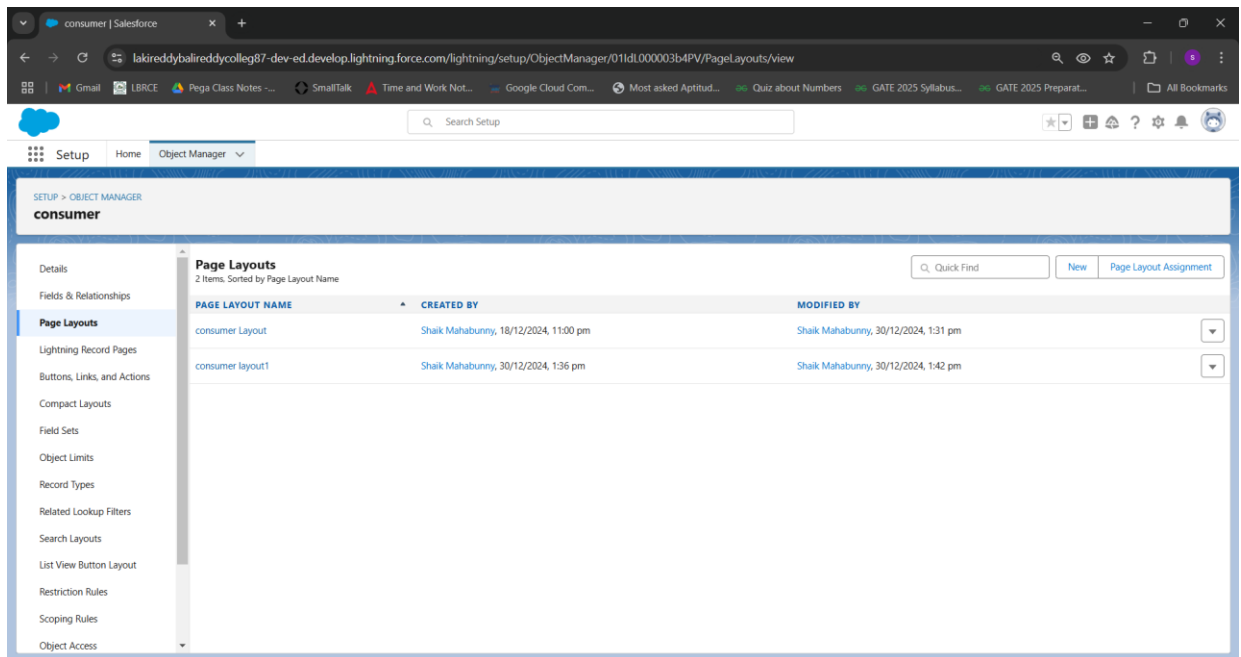 consumer | Salesforce
lakireddybalireddycolleg87-dev-ed.develop.lightning.force.com/lightning/setup/ObjectManager/01IdL000003b4PV/PageLayouts/view
S
Gmail LBRCE Pega Class Notes -... SmallTalk Time and Work Not... Google Cloud Com... Most asked Aptitud... Quiz about Numbers GATE 2025 Syllabus... GATE 2025 Preparat... All Bookmarks
Search Setup
Setup Home Object Manager
SETUP > OBJECT MANAGER
consumer
Details
Fields & Relationships
Page Layouts
Lightning Record Pages
Buttons, Links, and Actions
Compact Layouts
Field Sets
Object Limits
Record Types
Related Lookup Filters
Search Layouts
List View Button Layout
Restriction Rules
Scoping Rules
Object Access
Page Layouts
2 Items, Sorted by Page Layout Name
Quick Find New Page Layout Assignment
PAGE LAYOUT NAME CREATED BY MODIFIED BY
consumer Layout Shaik Mahabunny, 18/12/2024, 11:00 pm Shaik Mahabunny, 30/12/2024, 1:31 pm
consumer layout1 Shaik Mahabunny, 30/12/2024, 1:36 pm Shaik Mahabunny, 30/12/2024, 1:42 pm